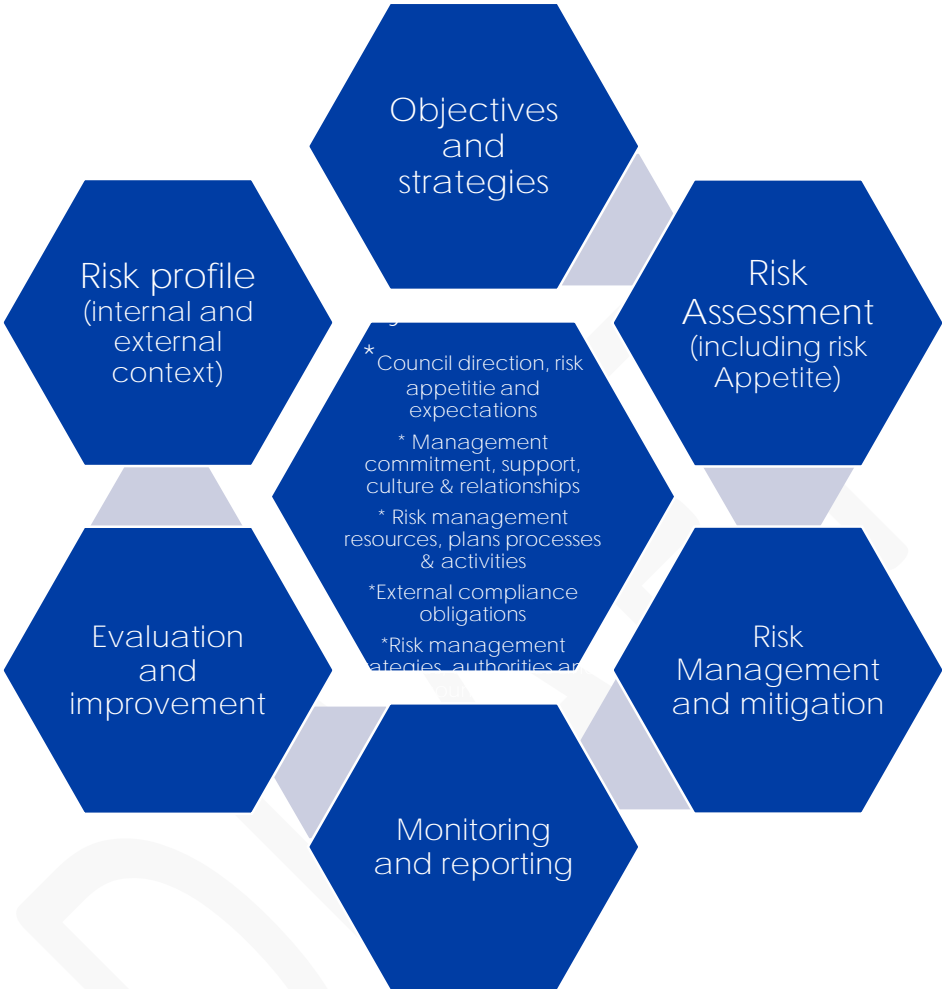 Objectives
and
strategies
Risk profile
(internal and
external
context)
Risk
Assessment
(including risk
Appetite)
* Council direction, risk
appetitie and
expectations
* Management
commitment, support,
culture & relationships
* Risk management
resources, plans processes
& activities
*External compliance
obligations
*Risk management
authorities
Evaluation
and
improvement
Risk
Management
and mitigation
Monitoring
and reporting